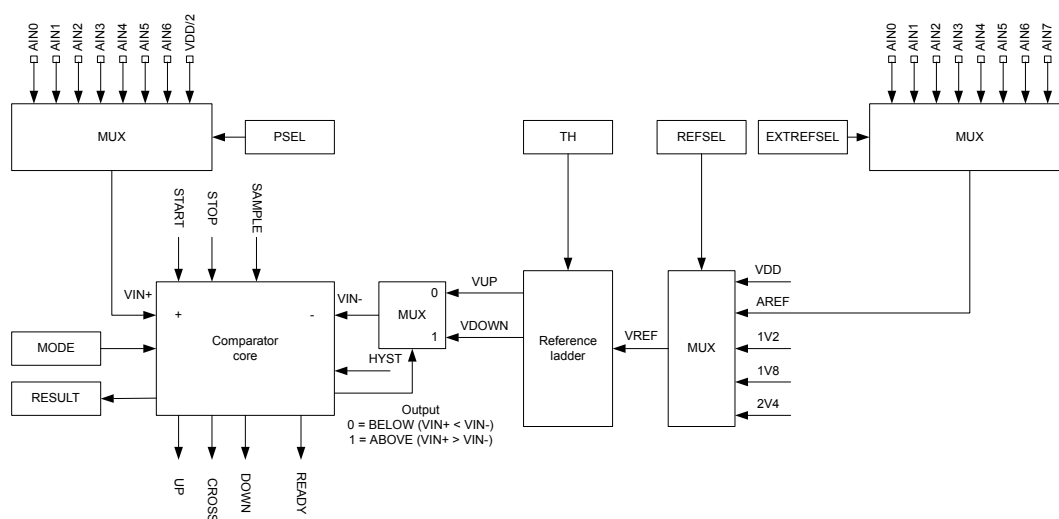 AIN0
AIN1
AIN2
AIN3
AIN4
AIN5
AIN6
VDD/2
AIN0
AIN1
AIN2
AIN3
AIN4
AIN5
AIN6
AIN7
MUX
PSEL
TH
REFSEL
EXTREFSEL
MUX
START
STOP
SAMPLE
VIN+
+
-
VIN-
Comparator
core
MODE
RESULT
HYST
MUX
0
1
VUP
VDOWN
Reference
ladder
VREF
MUX
VDD
AREF
1V2
1V8
2V4
Output
0 = BELOW (VIN+ < VIN-)
1 = ABOVE (VIN+ > VIN-)
UP
CROSS
DOWN
READY